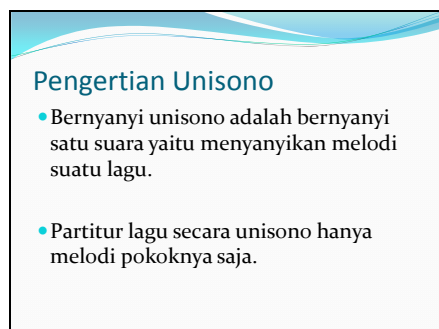 Pengertian Unisono
• Bernyanyi unisono adalah bernyanyi
satu suara yaitu menyanyikan melodi
suatu lagu.
• Partitur lagu secara unisono hanya
melodi pokoknya saja.